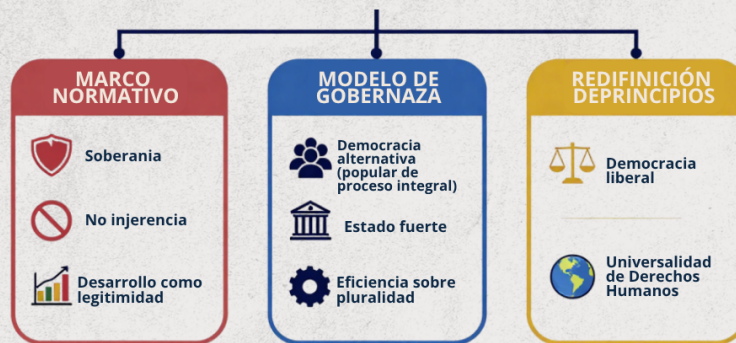 MARCO
NORMATIVO
Soberania
No injerencia
Desarrollo como
legitimidad
MODELO DE
GOBERNAZA
Democracia
alternativa
(popular de
proceso integral)
Estado fuerte
Eficiencia sobre
pluralidad
REDIFINICIÓN
DEPRINCIPIOS
Democracia
liberal
Universalidad
de Derechos
Humanos